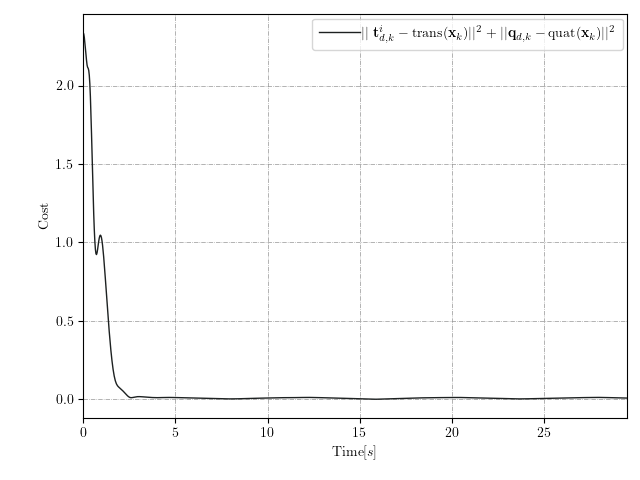 || t^i_{d,k} − trans(x_k)||² + ||q_{d,k} − quat(x_k)||²
2.0
1.5
1.0
0.5
0.0
Cost
0 5 10 15 20 25
Time[s]